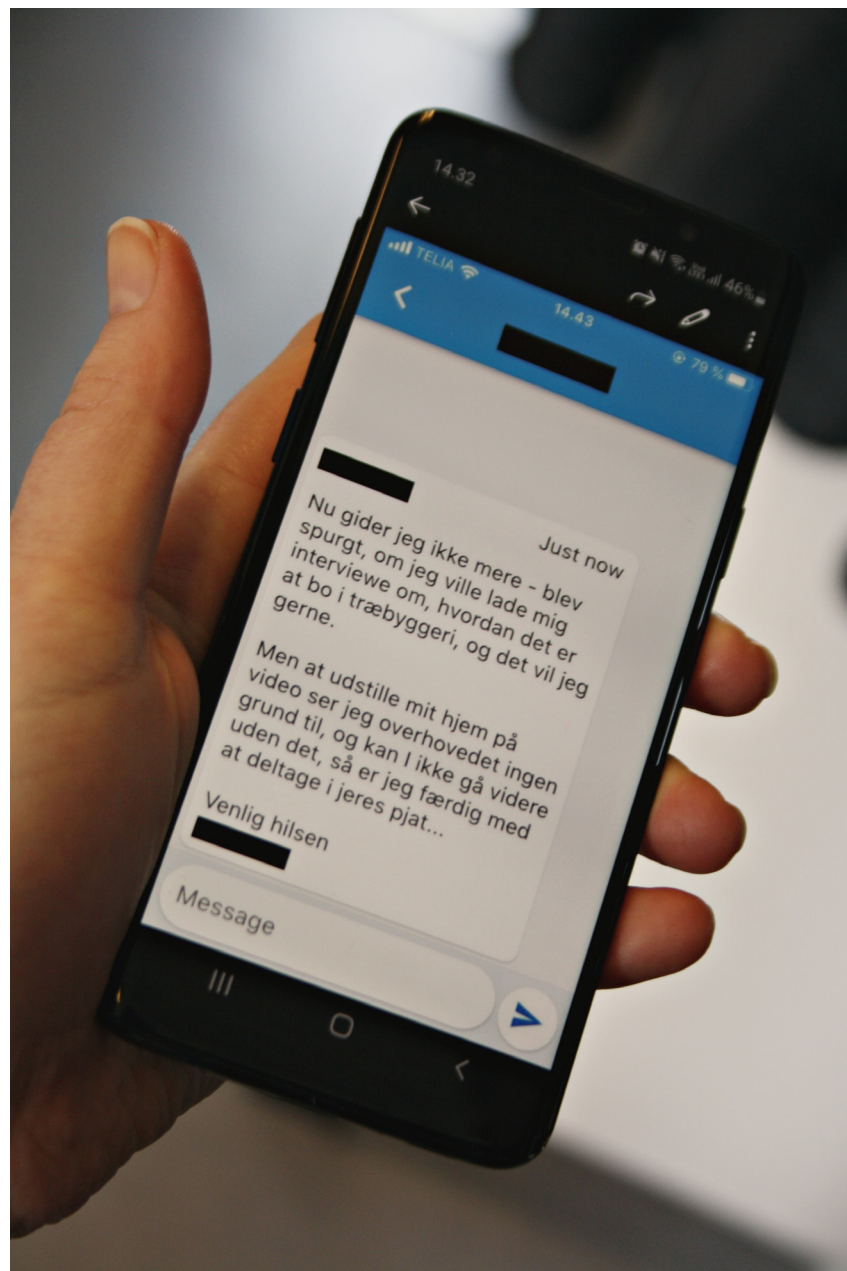 14.32
46%
TELIA
14.43
79 %
Just now
Nu gider jeg ikke mere - blev
spurgt, om jeg ville lade mig
interviewe om, hvordan det er
at bo i træbyggeri, og det vil jeg
gerne.
Men at udstille mit hjem på
video ser jeg overhovedet ingen
grund til, og kan I ikke gå videre
uden det, så er jeg færdig med
at deltage i jeres pjat...
Venlig hilsen
Message